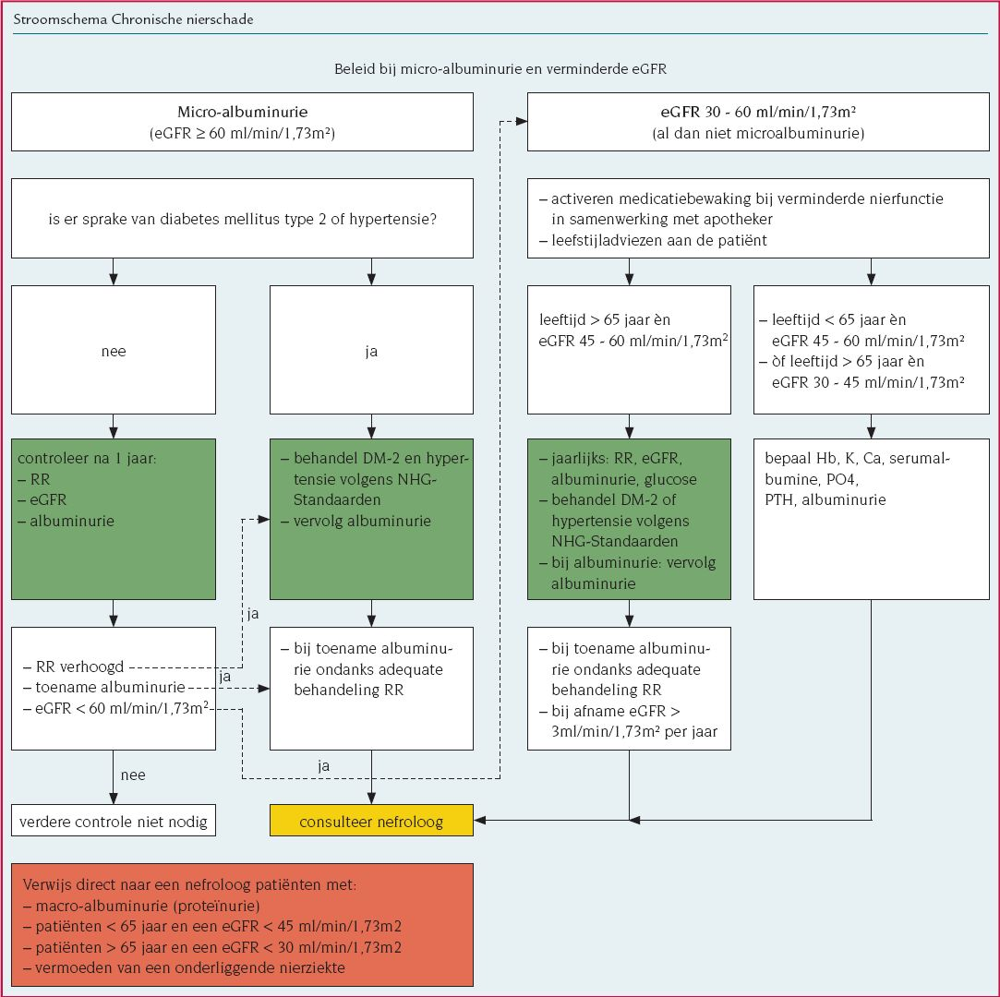 Stroomschema Chronische nierschade
Beleid bij micro-albuminurie en verminderde eGFR
Micro-albuminurie
(eGFR ≥ 60 ml/min/1,73m²)
is er sprake van diabetes mellitus type 2 of hypertensie?
nee
ja
controleer na 1 jaar:
– RR
– eGFR
– albuminurie
– behandel DM-2 en hyper-
tensie volgens NHG-
Standaarden
– vervolg albuminurie
ja
– RR verhoogd
– toename albuminurie
– eGFR < 60 ml/min/1,73m²
ja
– bij toename albuminu-
rie ondanks adequate
behandeling RR
nee
ja
verdere controle niet nodig
consulteer nefroloog
eGFR 30 - 60 ml/min/1,73m²
(al dan niet microalbuminurie)
– activeren medicatiebewaking bij verminderde nierfunctie
in samenwerking met apotheker
– leefstijladviezen aan de patiënt
leeftijd > 65 jaar èn
eGFR 45 - 60 ml/min/1,73m²
– leeftijd < 65 jaar èn
eGFR 45 - 60 ml/min/1,73m²
– òf leeftijd > 65 jaar èn
eGFR 30 - 45 ml/min/1,73m²
– jaarlijks: RR, eGFR,
albuminurie, glucose
– behandel DM-2 of
hypertensie volgens
NHG-Standaarden
– bij albuminurie: vervolg
albuminurie
bepaal Hb, K, Ca, serumal-
bumine, PO4,
PTH, albuminurie
– bij toename albuminu-
rie ondanks adequate
behandeling RR
– bij afname eGFR >
3ml/min/1,73m² per jaar
Verwijs direct naar een nefroloog patiënten met:
– macro-albuminurie (proteïnurie)
– patiënten < 65 jaar en een eGFR < 45 ml/min/1,73m2
– patiënten > 65 jaar en een eGFR < 30 ml/min/1,73m2
– vermoeden van een onderliggende nierziekte